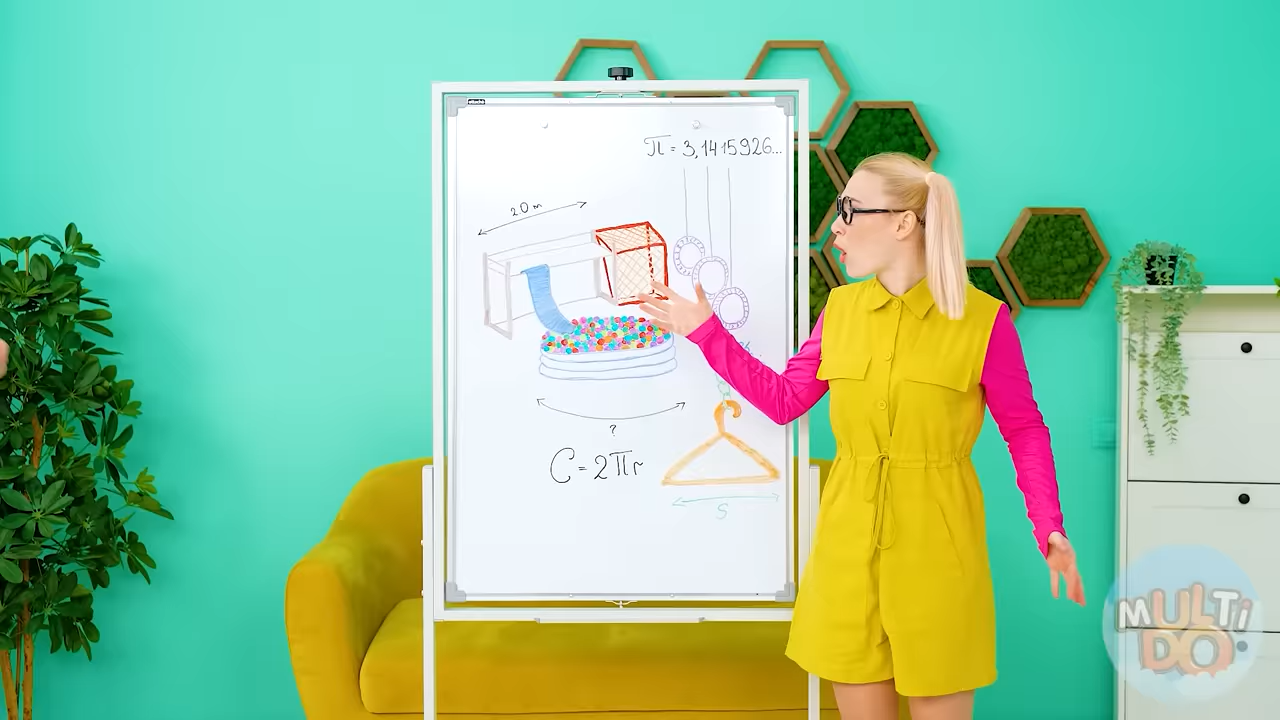 π = 3,1415926...
20 m
?
C = 2πr
S
MULTi
DO